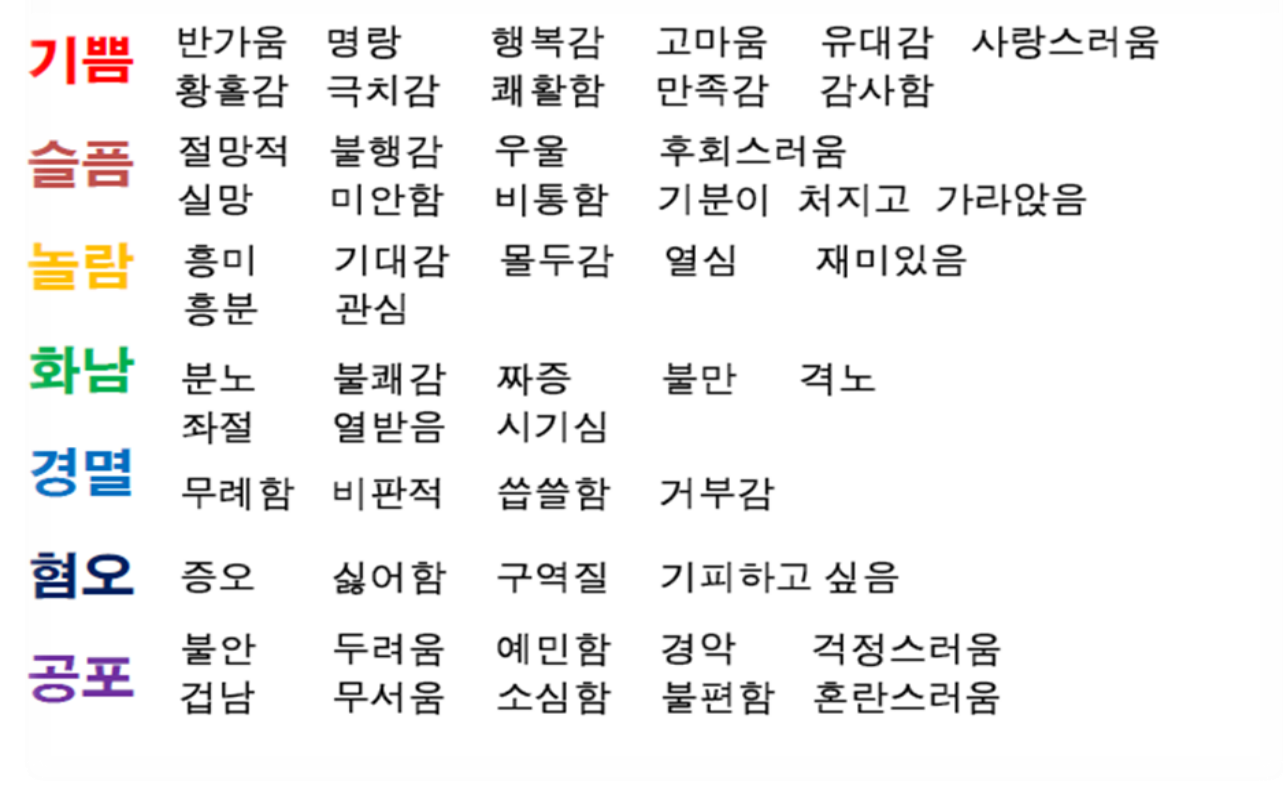 기쁨 반가움 명랑 행복감 고마움 유대감 사랑스러움
황홀감 극치감 쾌활함 만족감 감사함
슬픔 절망적 불행감 우울 후회스러움
실망 미안함 비통함 기분이 처지고 가라앉음
놀람 흥미 기대감 몰두감 열심 재미있음
흥분 관심
화남 분노 불쾌감 짜증 불만 격노
좌절 열받음 시기심
경멸 무례함 비판적 씁쓸함 거부감
혐오 증오 싫어함 구역질 기피하고 싶음
공포 불안 두려움 예민함 경악 걱정스러움
겁남 무서움 소심함 불편함 혼란스러움